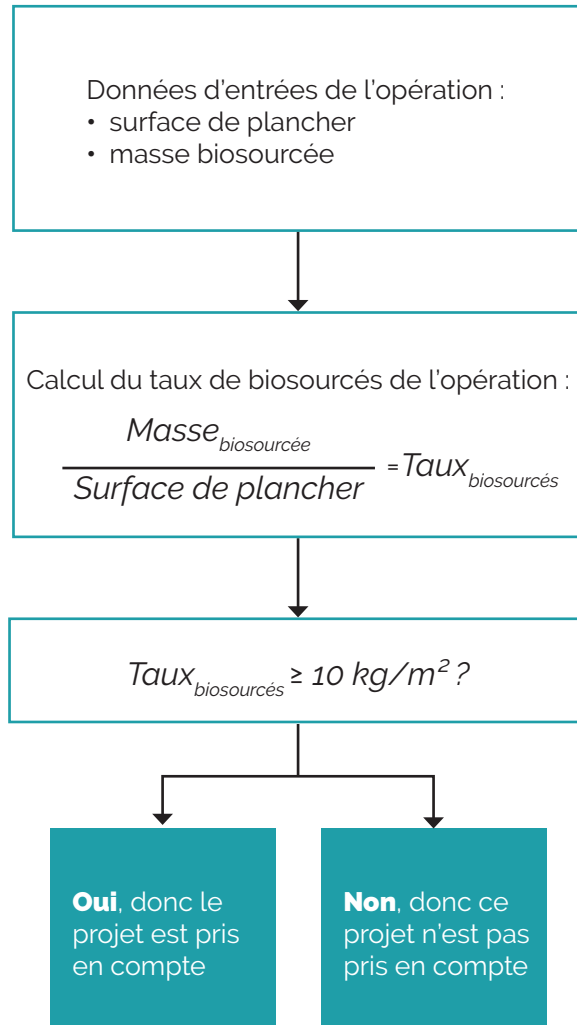 Données d'entrées de l'opération :
• surface de plancher
• masse biosourcée
Calcul du taux de biosourcés de l'opération :
Masse biosourcée
Surface de plancher
= Taux biosourcés
Taux biosourcés ≥ 10 kg/m² ?
Oui, donc le
projet est pris
en compte
Non, donc ce
projet n'est pas
pris en compte